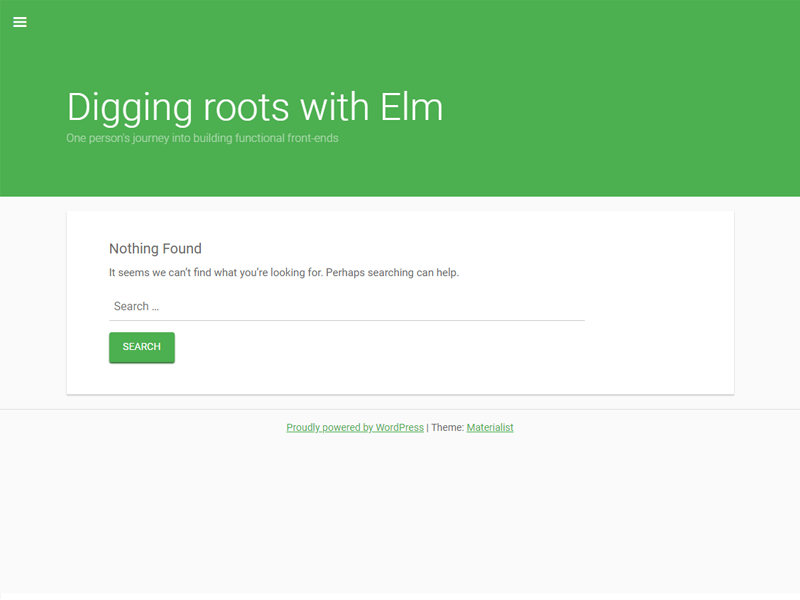 Digging roots with Elm
One person's journey into building functional front-ends
Nothing Found
It seems we can’t find what you’re looking for. Perhaps searching can help.
Search …
SEARCH
Proudly powered by WordPress | Theme: Materialist